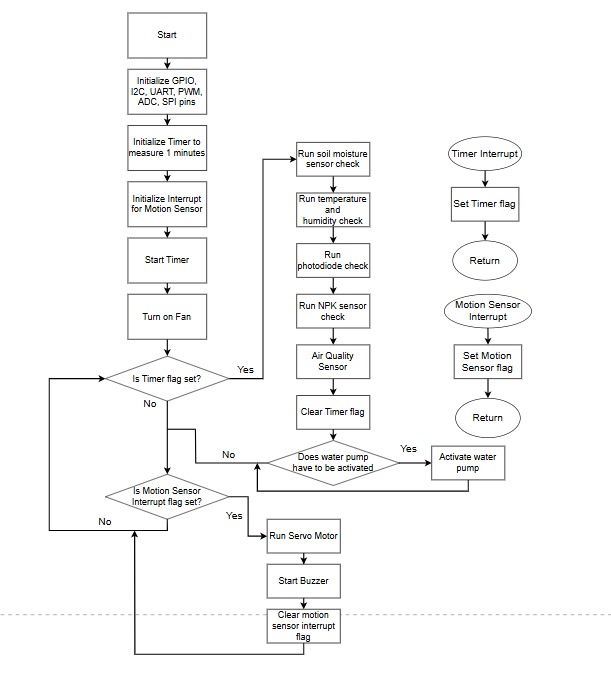 Start
Initialize GPIO,
I2C, UART, PWM,
ADC, SPI pins
Initialize Timer to
measure 1 minutes
Initialize Interrupt
for Motion Sensor
Start Timer
Turn on Fan
Is Timer flag set?
Yes
No
Run soil moisture
sensor check
Run temperature
and
humidity check
Run
photodiode check
Run NPK sensor
check
Air Quality
Sensor
Clear Timer flag
Does water pump
have to be activated
No
Yes
Activate water
pump
Is Motion Sensor
Interrupt flag set?
No
Yes
Run Servo Motor
Start Buzzer
Clear motion
sensor interrupt
flag
Timer Interrupt
Set Timer flag
Return
Motion Sensor
Interrupt
Set Motion
Sensor flag
Return